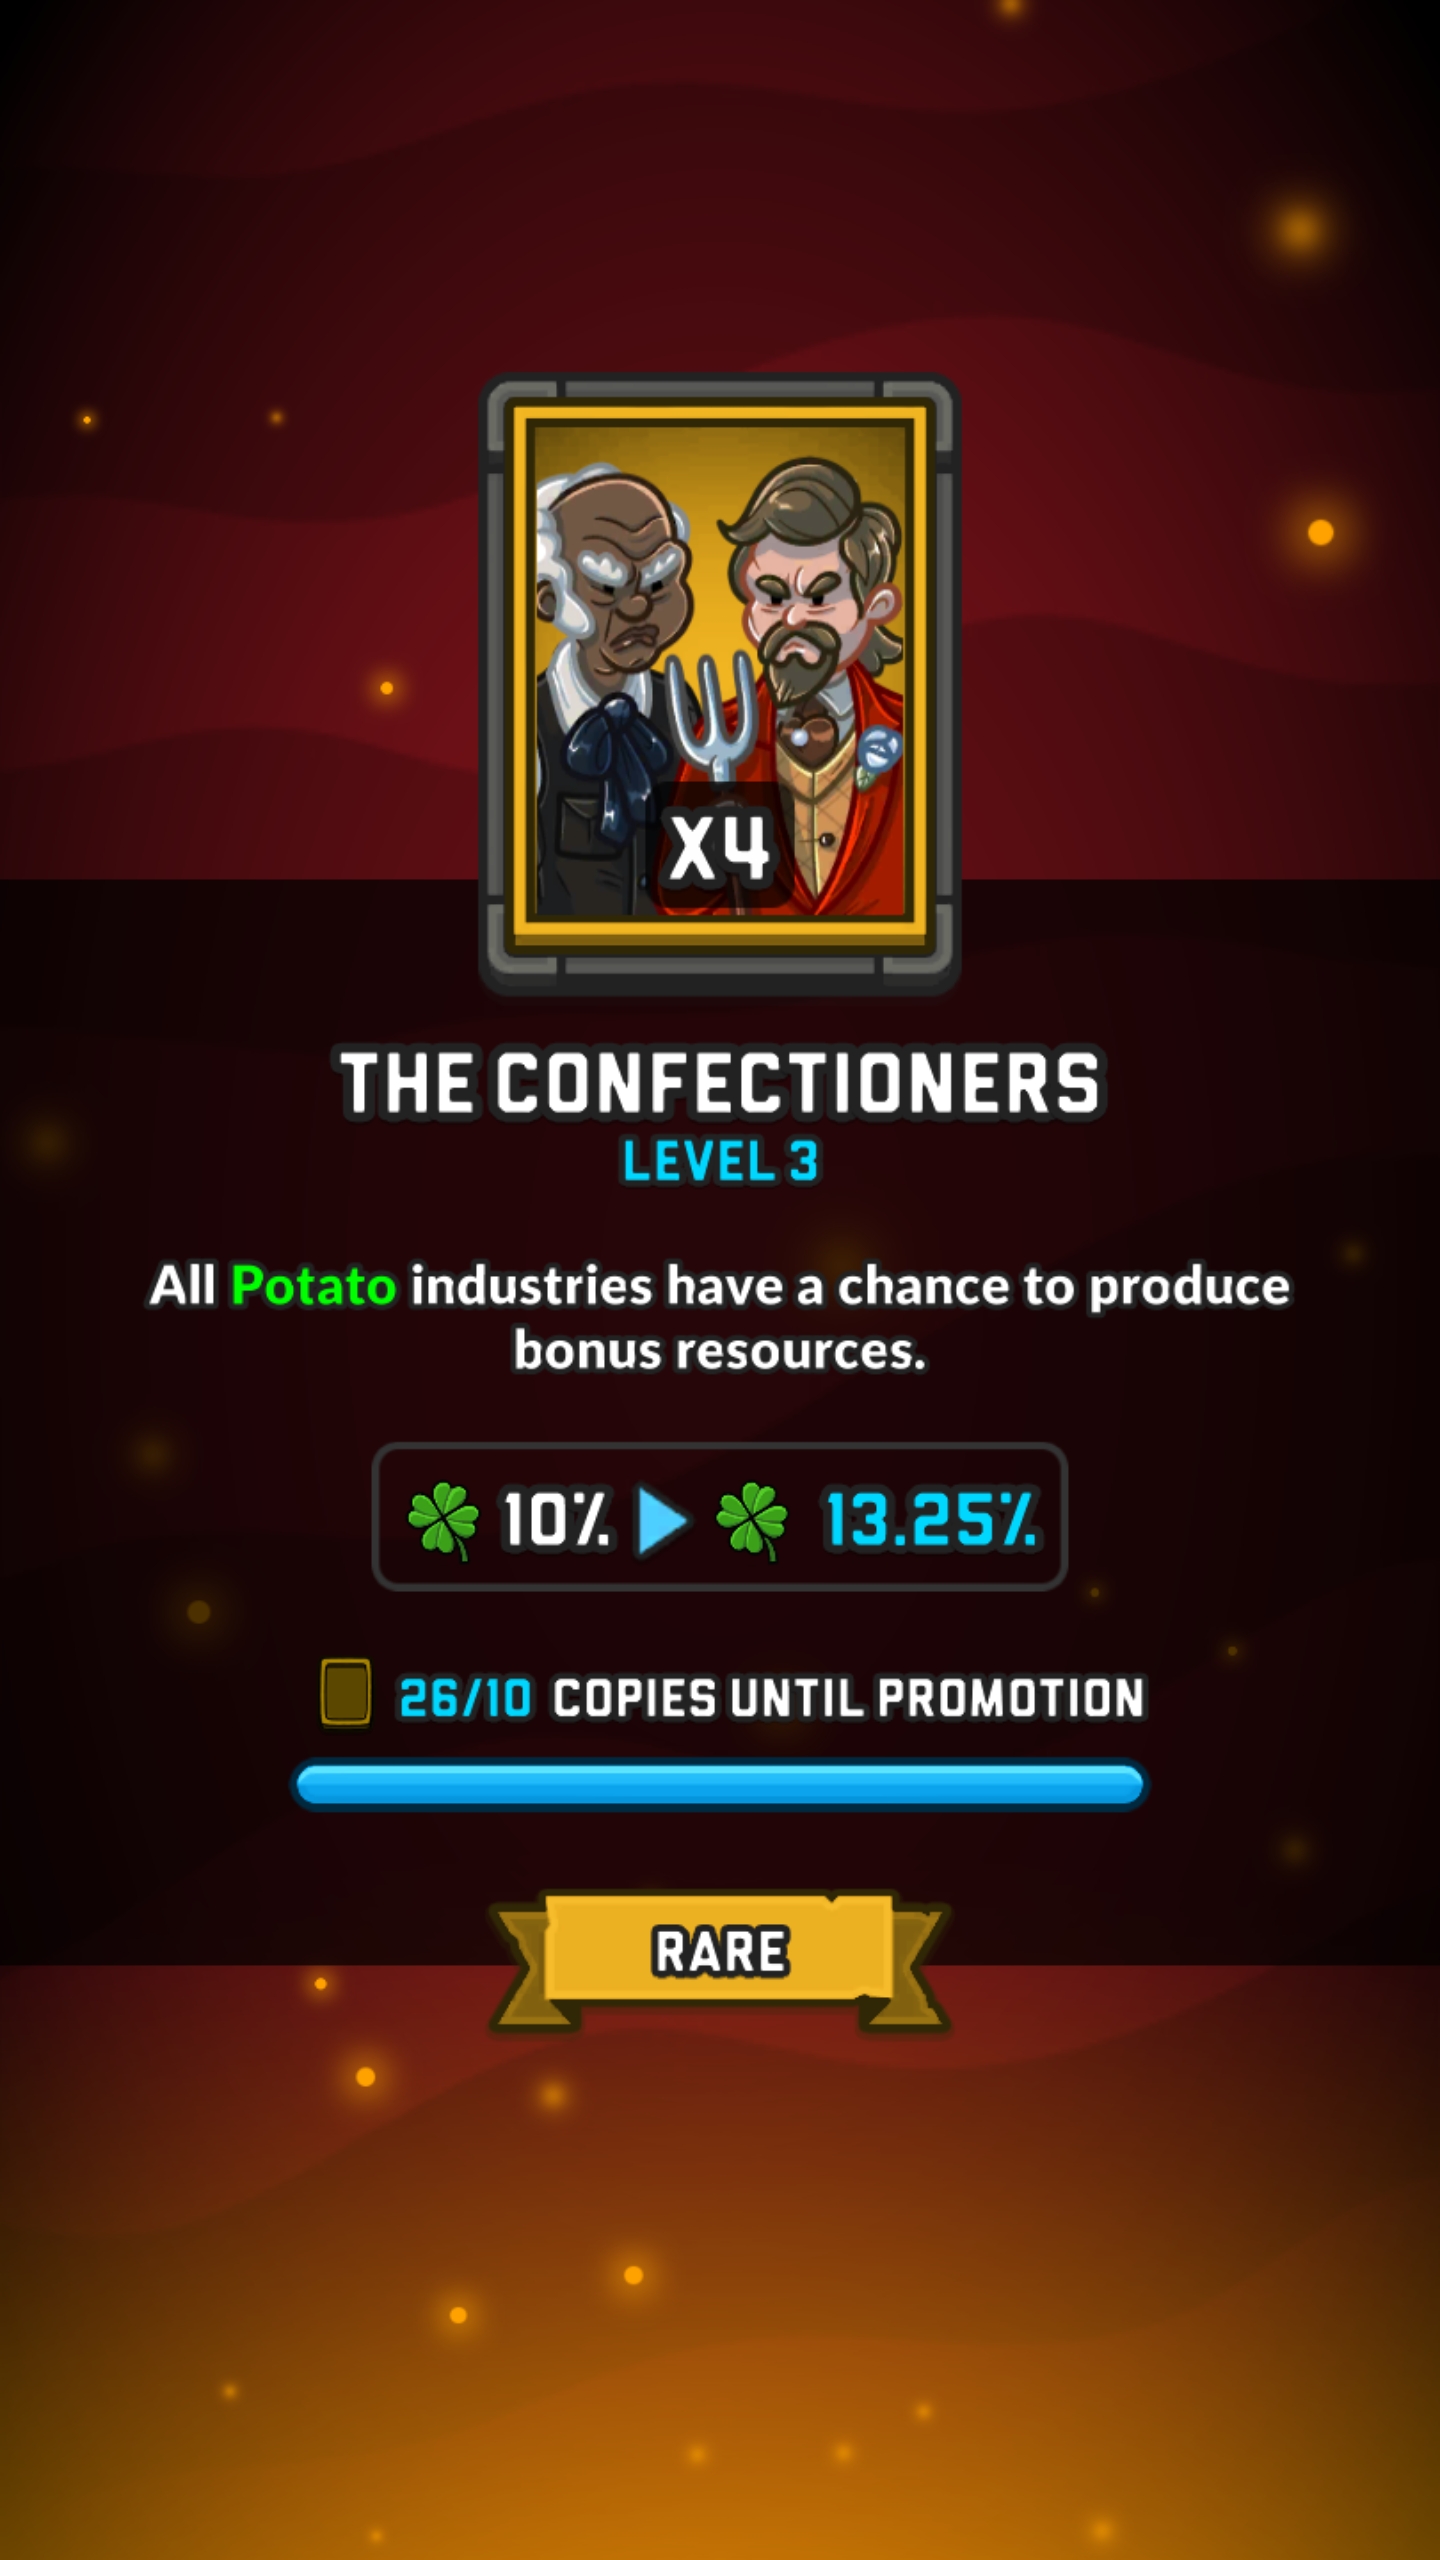 X4
THE CONFECTIONERS
LEVEL 3
All Potato industries have a chance to produce
bonus resources.
10% 13.25%
26/10 COPIES UNTIL PROMOTION
RARE